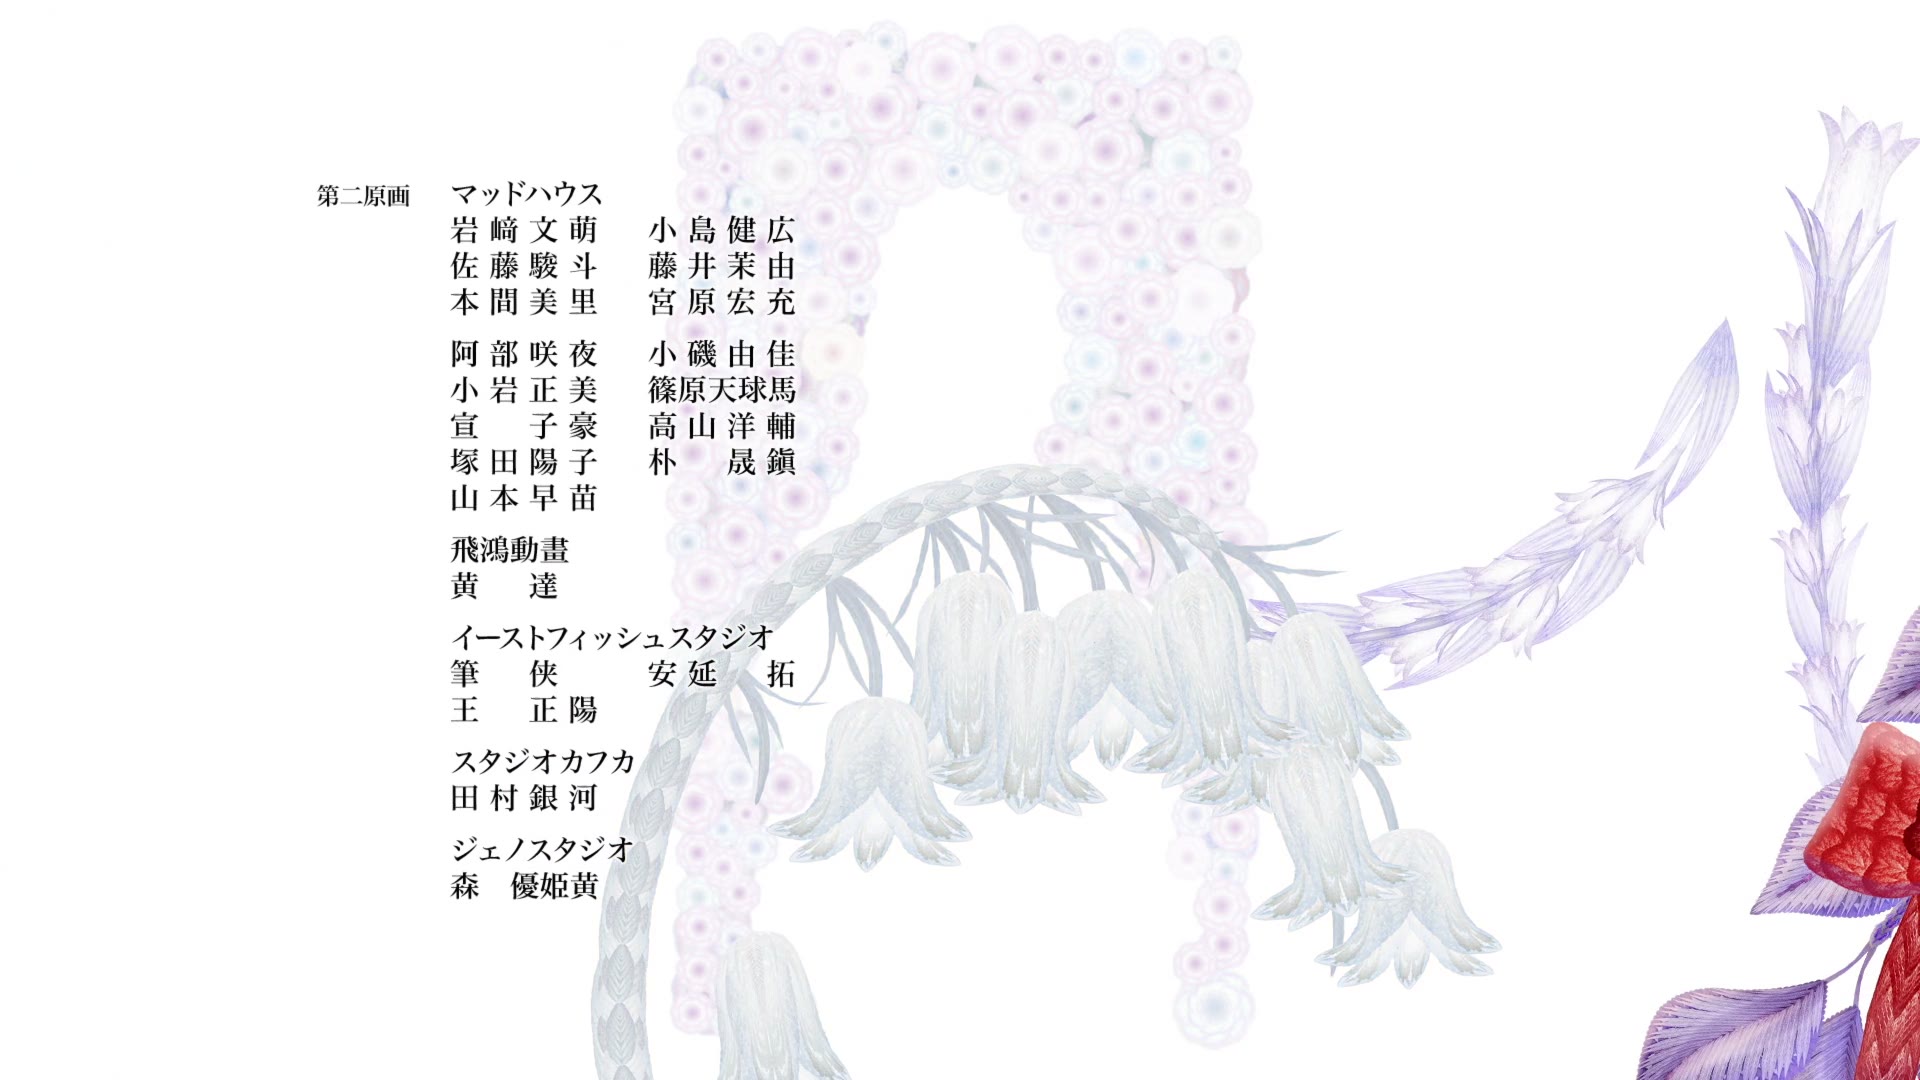 第二原画 マッドハウス
岩﨑文萌 小島健広
佐藤駿斗 藤井茉由
本間美里 宮原宏充
阿部咲夜 小磯由佳
小岩正美 篠原天球馬
宣 子豪 高山洋輔
塚田陽子 朴 晟鎭
山本早苗
飛鴻動畫
黄 達
イーストフィッシュスタジオ
筆 侠 安延 拓
王 正陽
スタジオカフカ
田村銀河
ジェノスタジオ
森 優姫黄